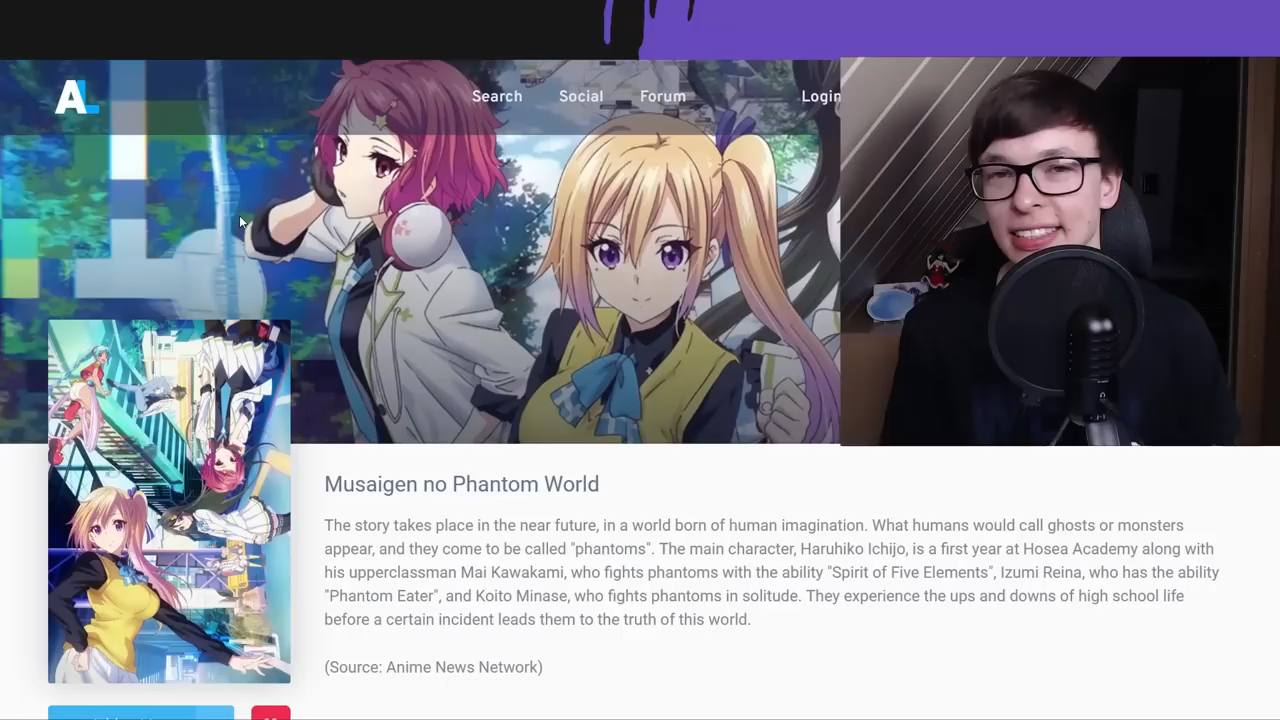 AL
Search Social Forum Login
Musaigen no Phantom World
The story takes place in the near future, in a world born of human imagination. What humans would call ghosts or monsters
appear, and they come to be called "phantoms". The main character, Haruhiko Ichijo, is a first year at Hosea Academy along with
his upperclassman Mai Kawakami, who fights phantoms with the ability "Spirit of Five Elements", Izumi Reina, who has the ability
"Phantom Eater", and Koito Minase, who fights phantoms in solitude. They experience the ups and downs of high school life
before a certain incident leads them to the truth of this world.
(Source: Anime News Network)